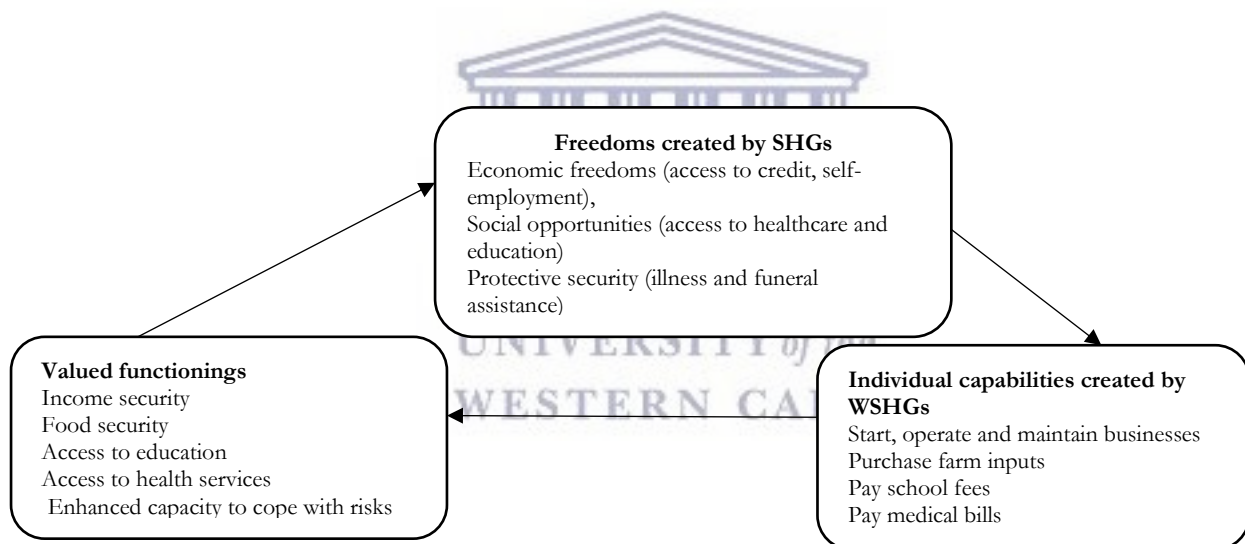 Freedoms created by SHGs
Economic freedoms (access to credit, self-
employment),
Social opportunities (access to healthcare and
education)
Protective security (illness and funeral
assistance)
UNIVERSITY of the
WESTERN CA
Valued functionings
Income security
Food security
Access to education
Access to health services
Enhanced capacity to cope with risks
Individual capabilities created by
WSHGs
Start, operate and maintain businesses
Purchase farm inputs
Pay school fees
Pay medical bills